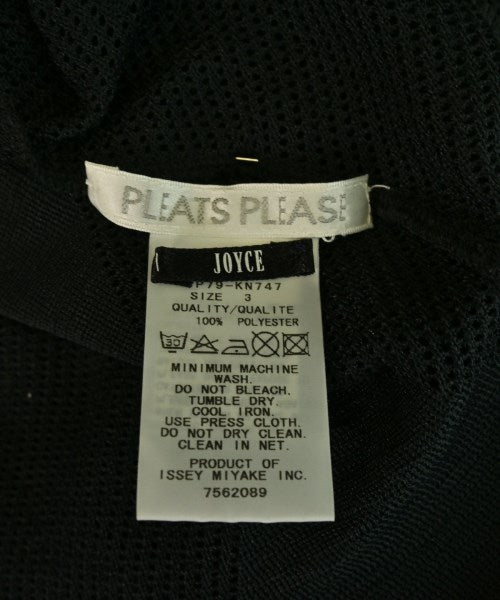 PLEATS PLEASE
JOYCE
P79-KN747
SIZE 3
QUALITY/QUALITE
100% POLYESTER
MINIMUM MACHINE
WASH.
DO NOT BLEACH.
TUMBLE DRY.
COOL IRON.
USE PRESS CLOTH.
DO NOT DRY CLEAN.
CLEAN IN NET.
PRODUCT OF
ISSEY MIYAKE INC.
7562089